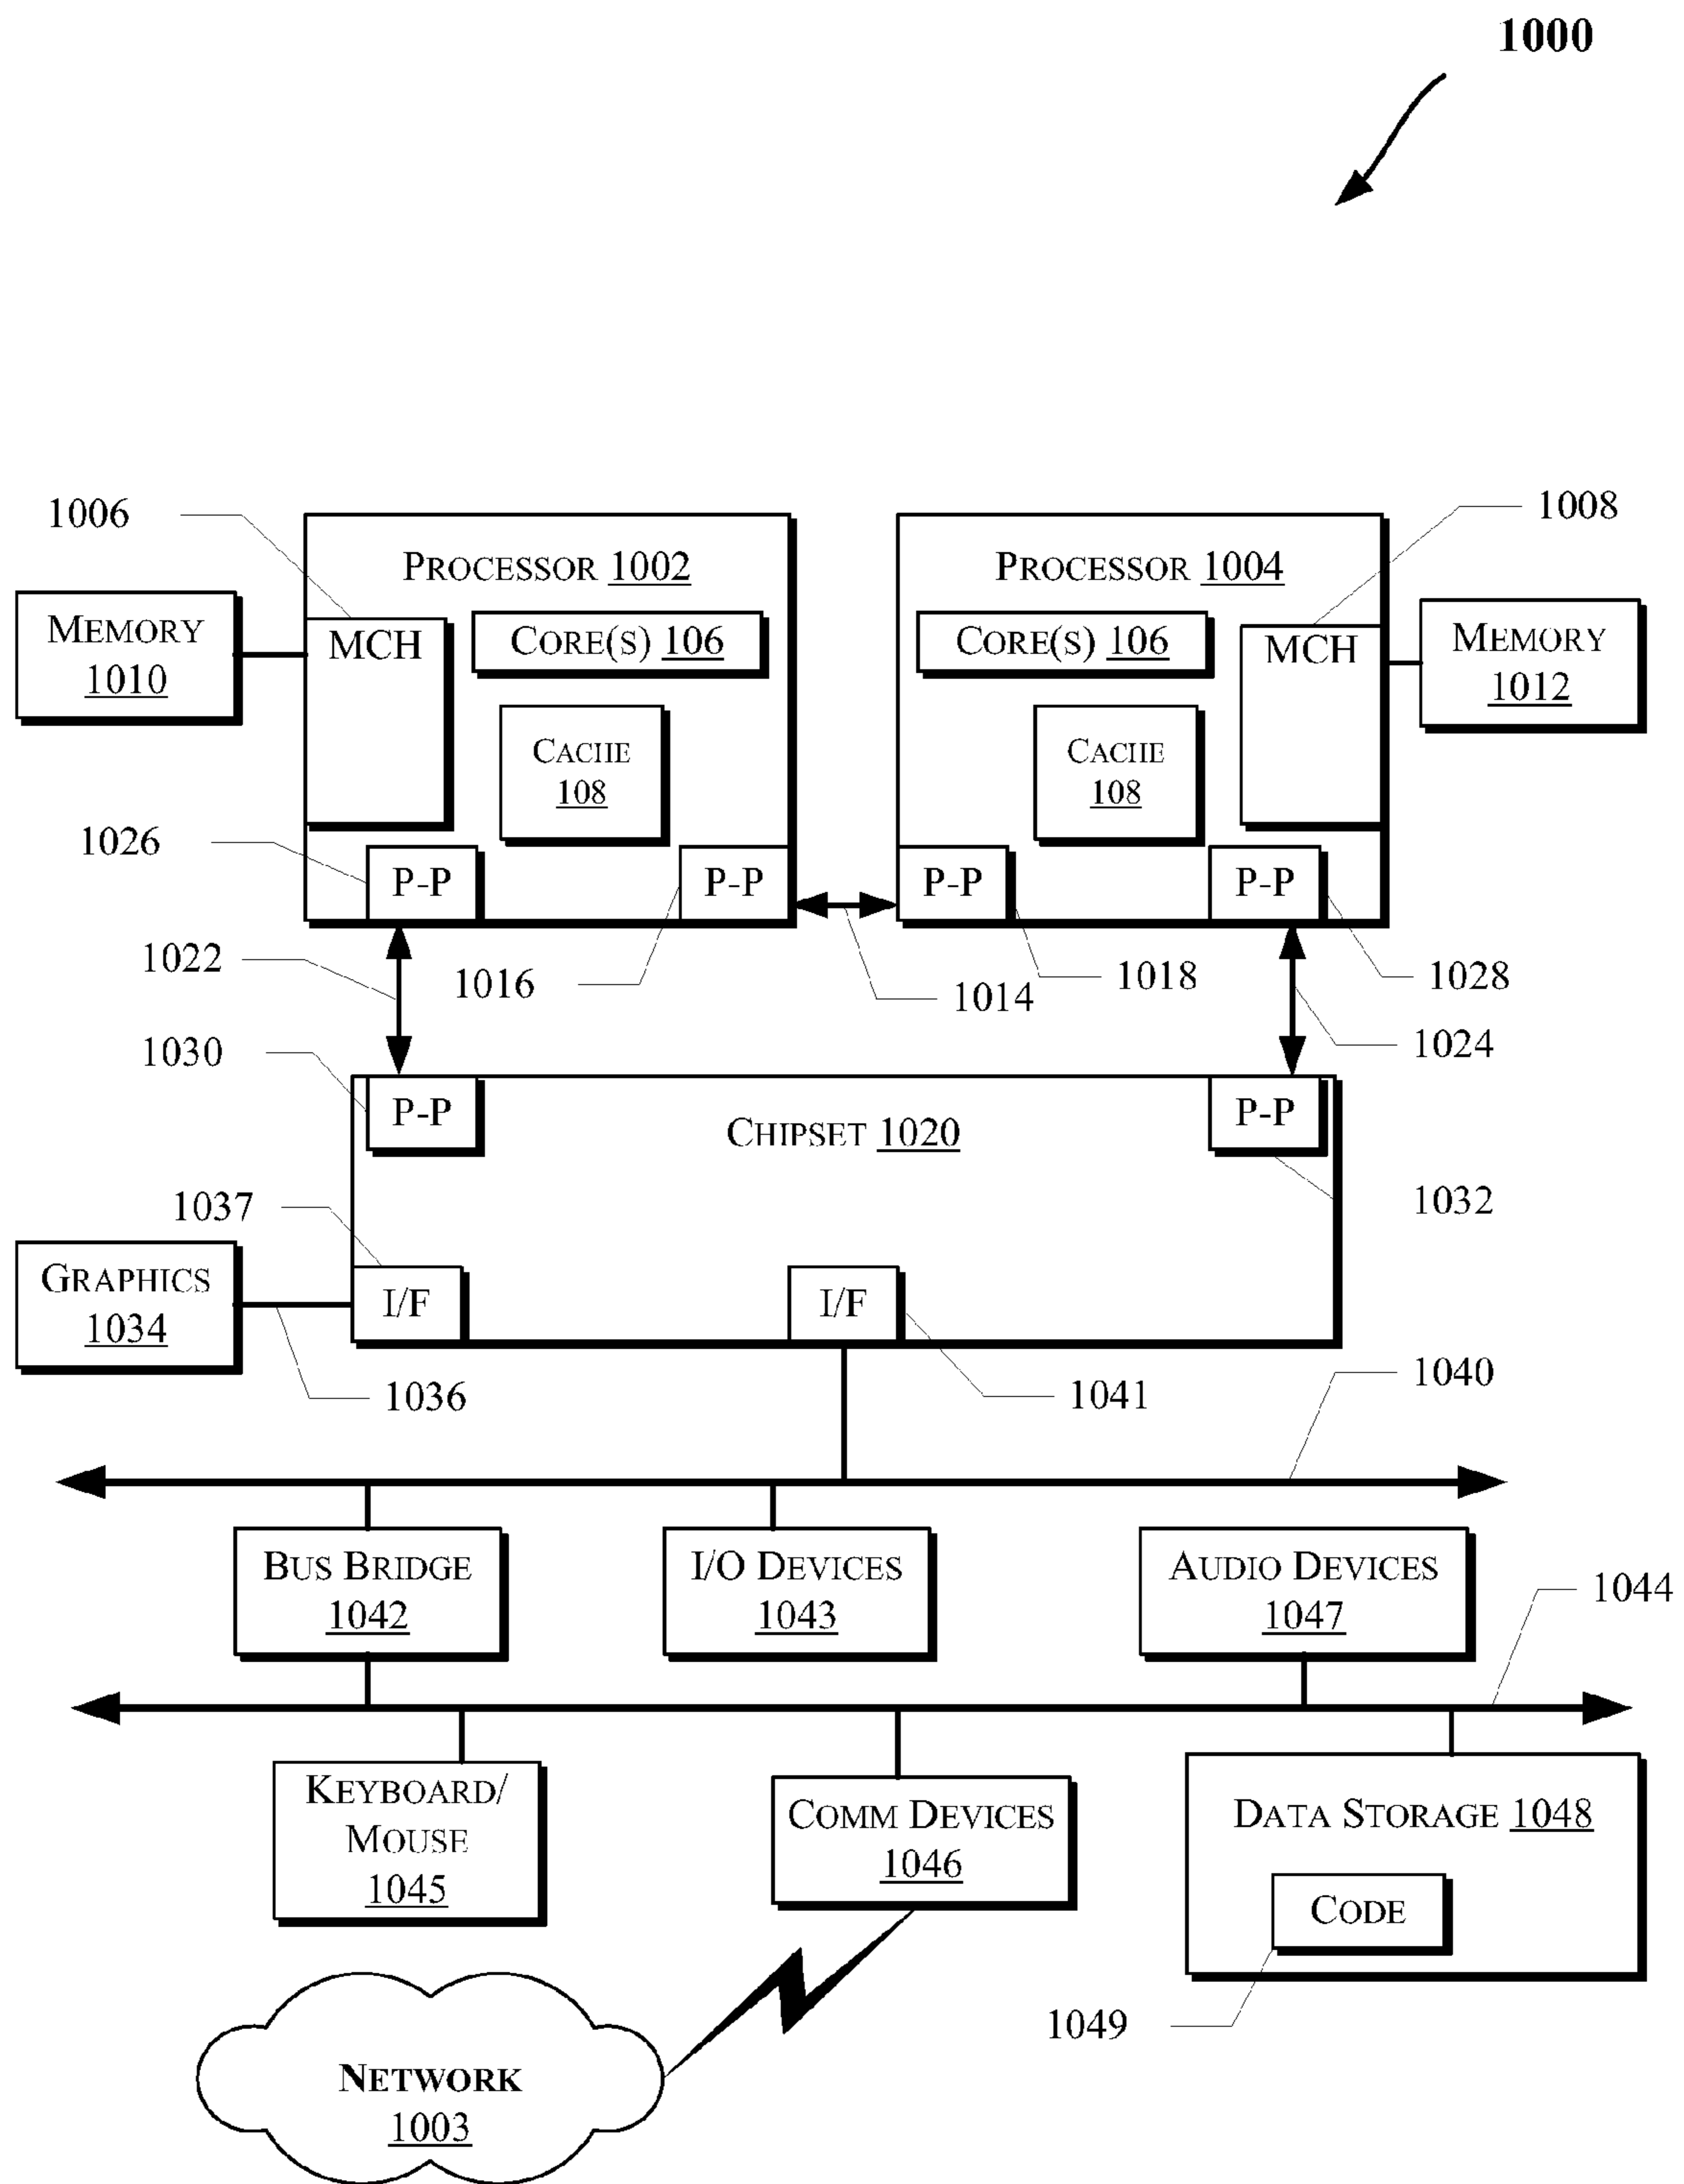 1000
1006
1008
PROCESSOR 1002
PROCESSOR 1004
MEMORY
1010
MCH
CORE(S) 106
CORE(S) 106
MCH
MEMORY
1012
CACHE
108
CACHE
108
1026
P-P
P-P
P-P
P-P
1022
1016
1014
1018
1028
1024
1030
P-P
CHIPSET 1020
P-P
1032
1037
GRAPHICS
1034
I/F
I/F
1036
1041
1040
BUS BRIDGE
1042
I/O DEVICES
1043
AUDIO DEVICES
1047
1044
KEYBOARD/
MOUSE
1045
COMM DEVICES
1046
DATA STORAGE 1048
CODE
1049
NETWORK
1003